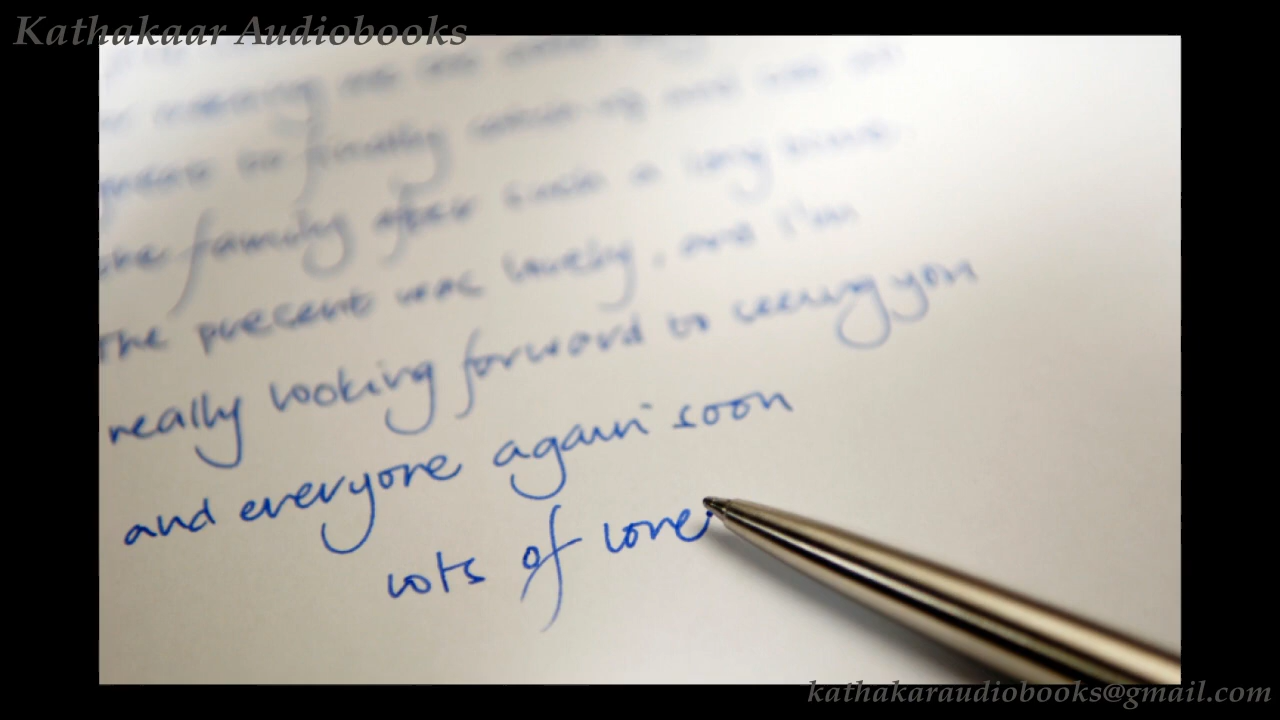 Kathakaar Audiobooks
the family after such a long time.
The present was lovely, and I'm
really looking forward to seeing you
and everyone again soon
Lots of love
kathakaraudiobooks@gmail.com